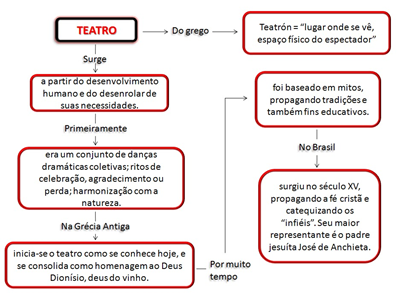 TEATRO
Do grego
Teatrón = “lugar onde se vê,
espaço físico do espectador”
Surge
a partir do desenvolvimento
humano e do desenrolar de
suas necessidades.
Primeiramente
era um conjunto de danças
dramáticas coletivas; ritos de
celebração, agradecimento ou
perda; harmonização com a
natureza.
Na Grécia Antiga
inicia-se o teatro como se conhece hoje, e
se consolida como homenagem ao Deus
Dionísio, deus do vinho.
Por muito
tempo
foi baseado em mitos,
propagando tradições e
também fins educativos.
No Brasil
surgiu no século XV,
propagando a fé cristã e
catequizando os
“infiéis”. Seu maior
representante é o padre
jesuíta José de Anchieta.